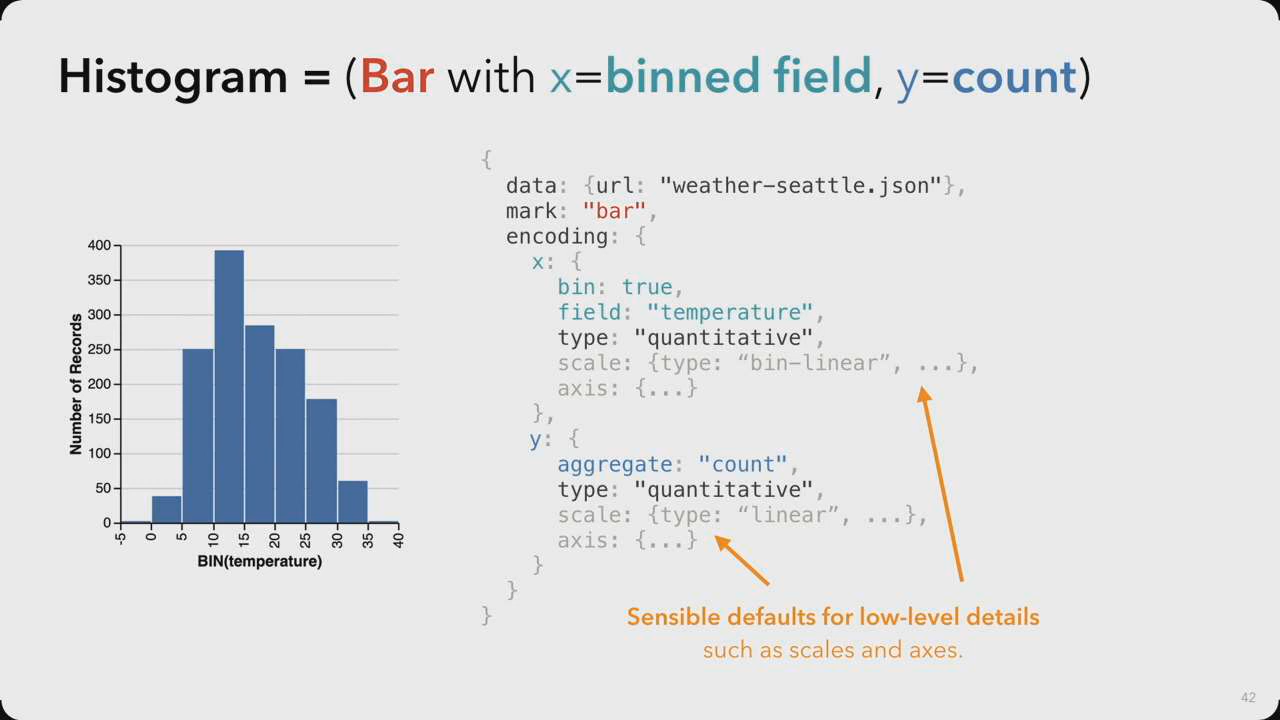 Histogram = (Bar with x=binned field, y=count)
{
data: {url: "weather-seattle.json"},
mark: "bar",
encoding: {
x: {
bin: true,
field: "temperature",
type: "quantitative",
scale: {type: “bin-linear”, ...},
axis: {...}
},
y: {
aggregate: "count",
type: "quantitative",
scale: {type: “linear”, ...},
axis: {...}
}
}
}
Number of Records
400
350
300
250
200
150
100
50
0
-5 0 5 10 15 20 25 30 35 40
BIN(temperature)
Sensible defaults for low-level details
such as scales and axes.
42